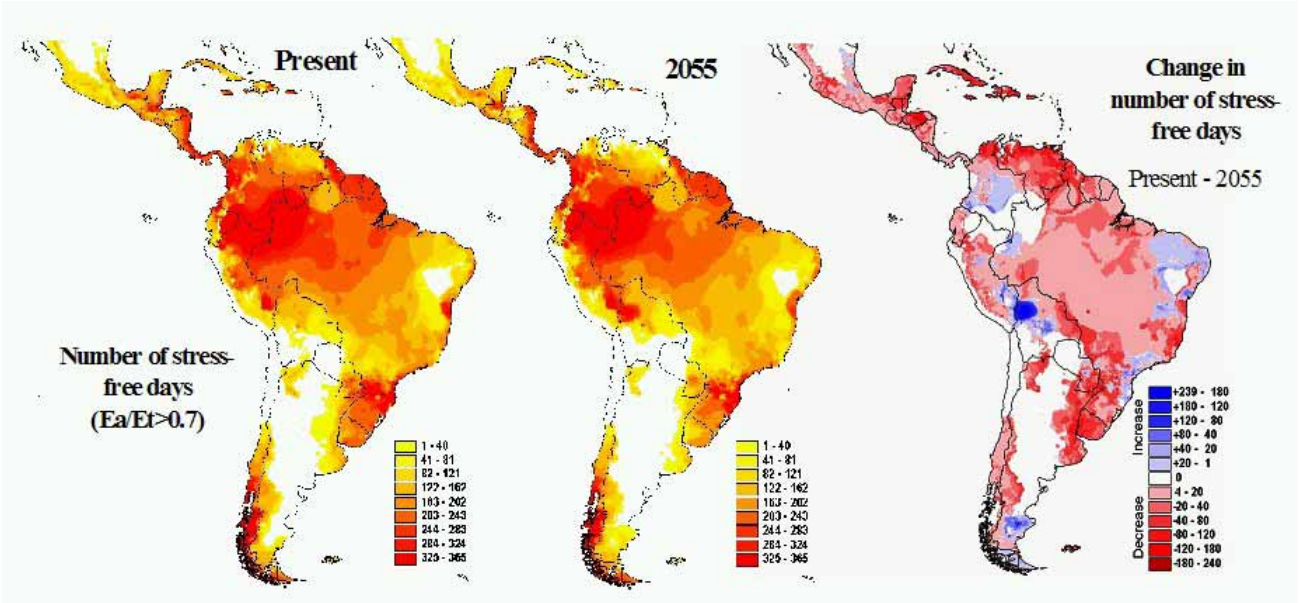 Present
2055
Change in
number of stress-
free days
Present - 2055
Number of stress-
free days
(Ea/Et>0.7)
1 - 40
41 - 81
82 - 121
122 - 162
163 - 202
203 - 243
244 - 283
284 - 324
325 - 365
1 - 40
41 - 81
82 - 121
122 - 162
163 - 202
203 - 243
244 - 283
284 - 324
325 - 365
Increase
+239 - 180
+180 - 120
+120 - 80
+80 - 40
+40 - 20
+20 - 1
0
Decrease
4 - 20
-20 - 40
-40 - 80
-80 - 120
-120 - 180
-180 - 240